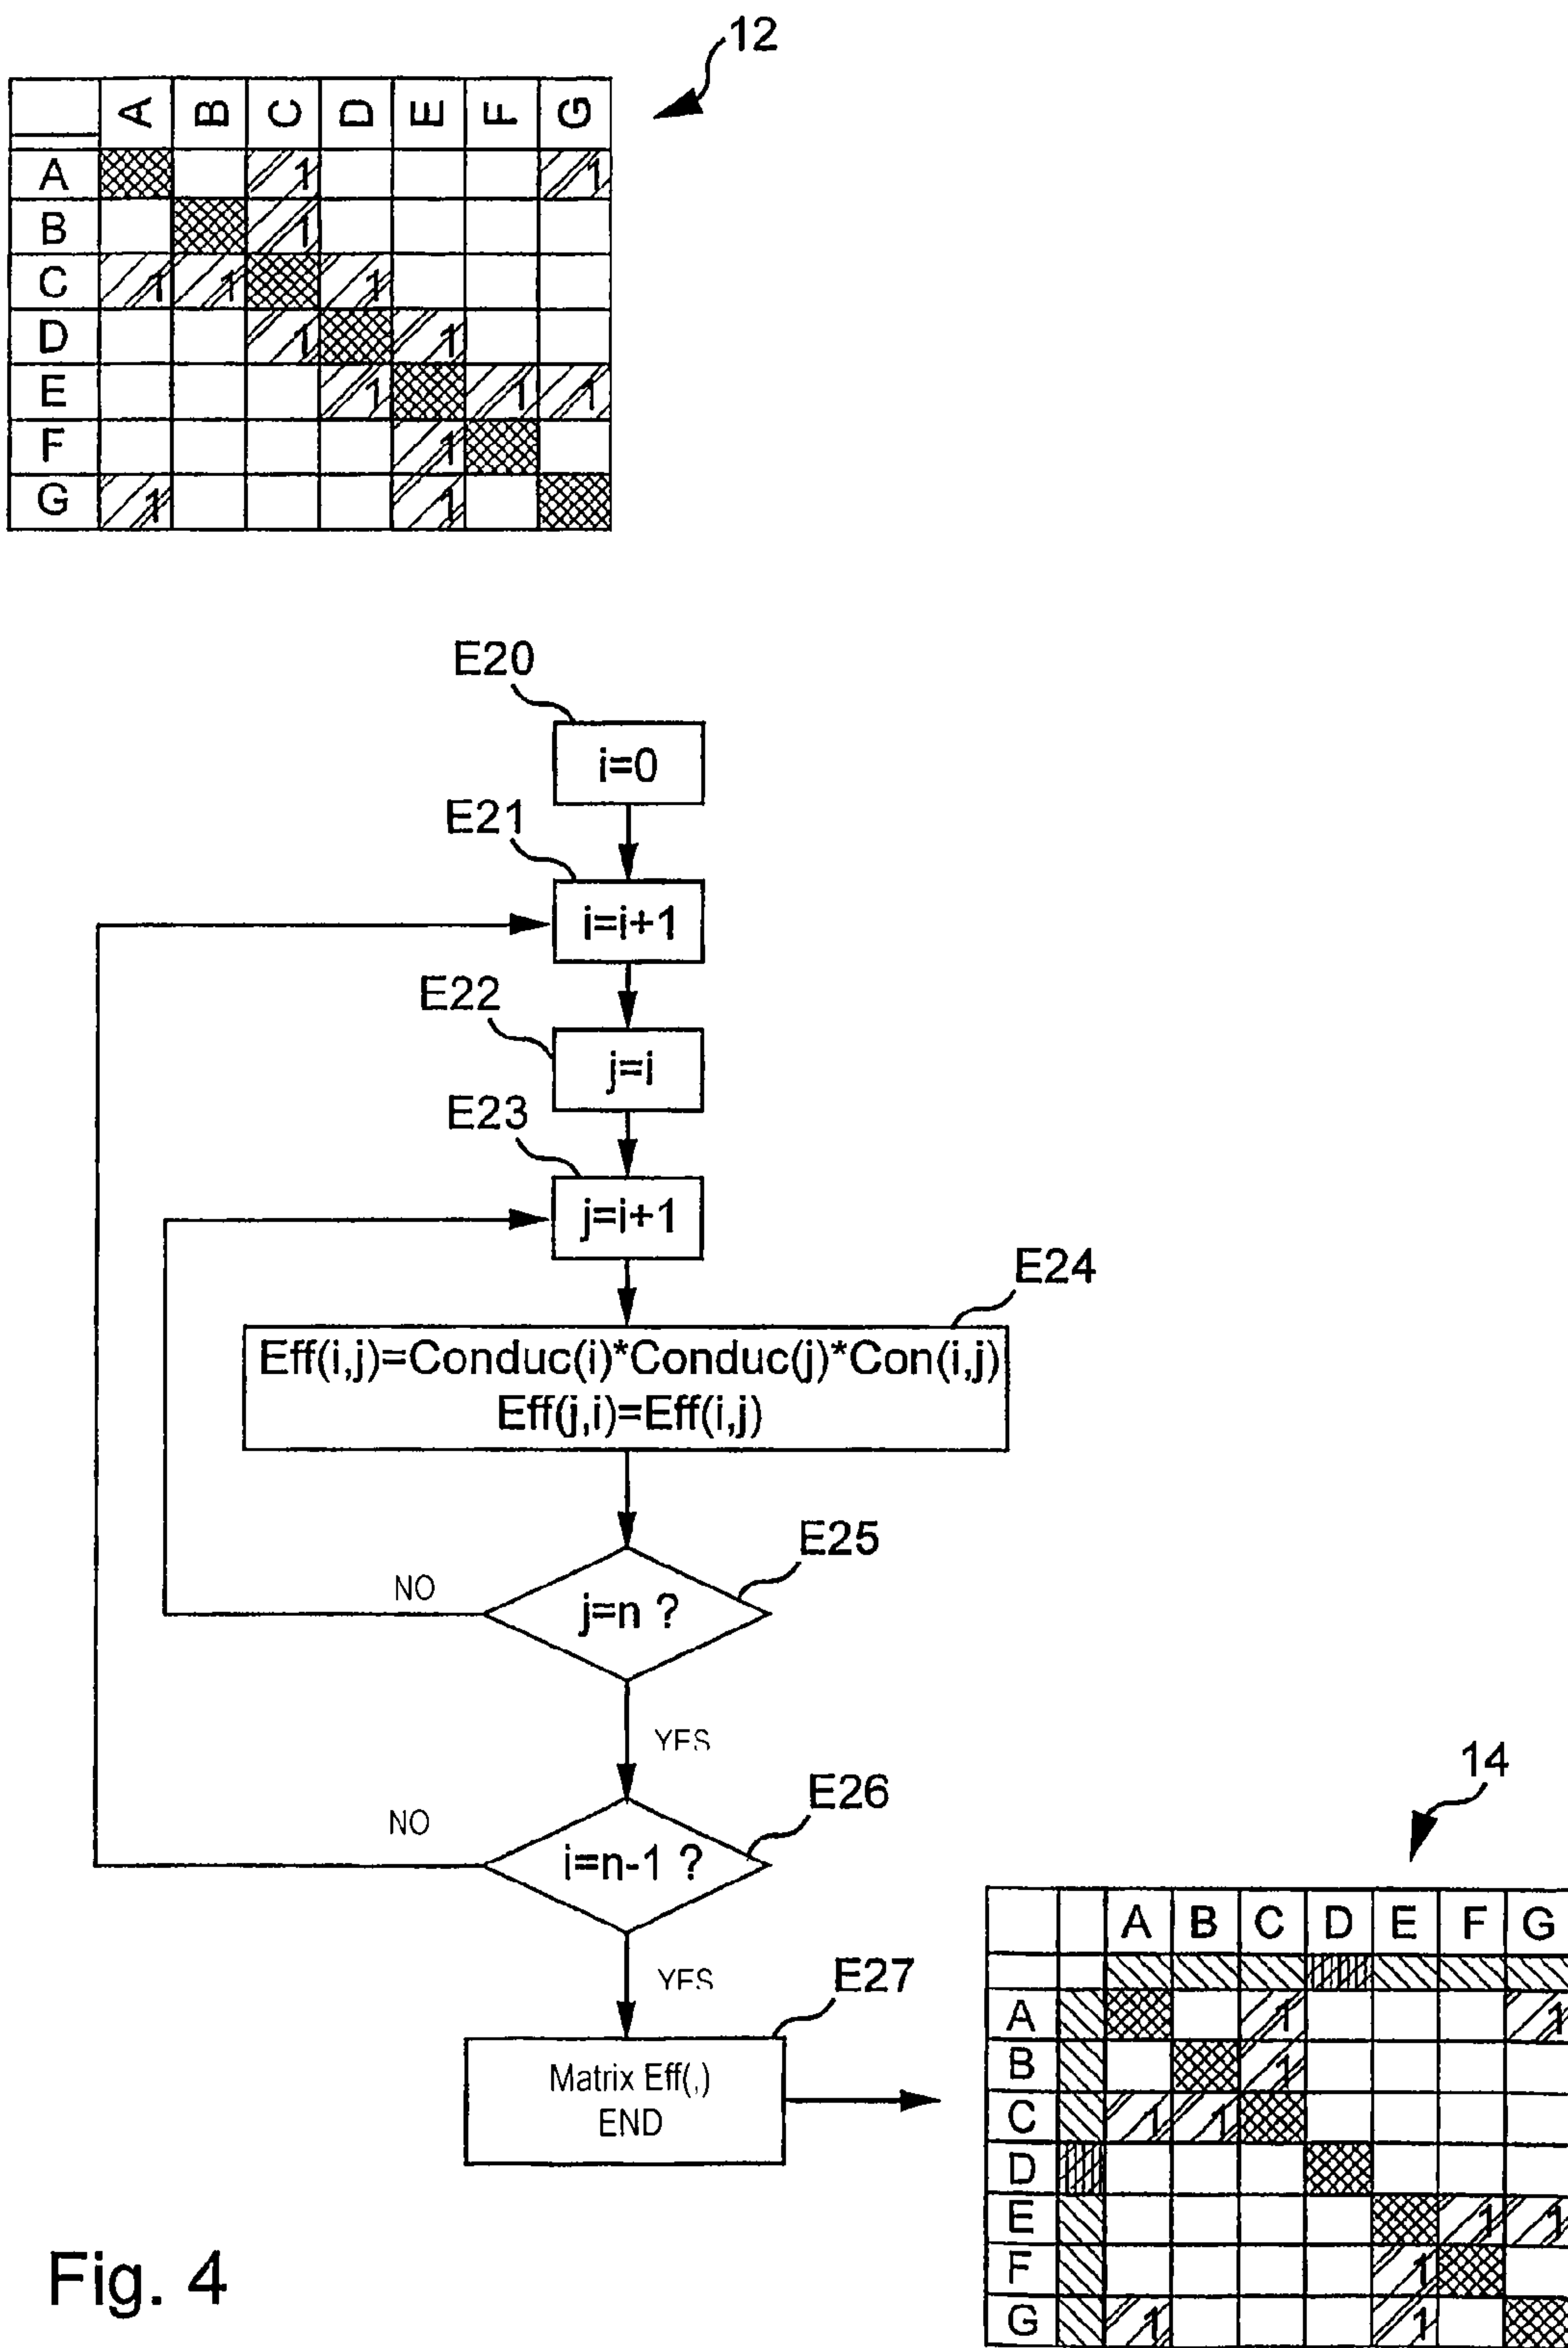 12
A B C D E F G
A 1 1
B 1
C 1 1 1
D 1 1
E 1 1 1
F 1
G 1 1
E20
i=0
E21
i=i+1
E22
j=i
E23
j=i+1
E24
Eff(i,j)=Conduc(i)*Conduc(j)*Con(i,j)
Eff(j,i)=Eff(i,j)
E25
NO
j=n ?
YES
E26
NO
i=n-1 ?
YES
E27
Matrix Eff(,)
END
14
A B C D E F G
A 1 1
B 1
C 1 1
D
E 1 1
F 1
G 1 1
Fig. 4